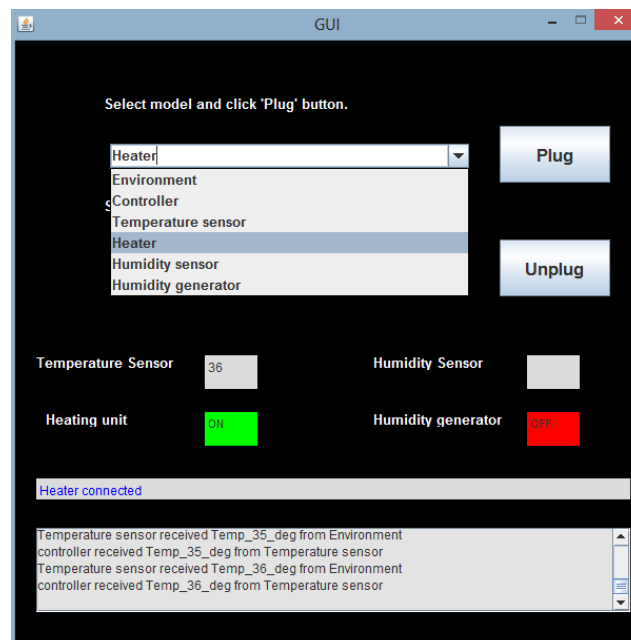 GUI
Select model and click 'Plug' button.
Heater
Plug
Environment
Controller
Temperature sensor
Heater
Humidity sensor
Humidity generator
Unplug
Temperature Sensor
36
Humidity Sensor
Heating unit
ON
Humidity generator
OFF
Heater connected
Temperature sensor received Temp_35_deg from Environment
controller received Temp_35_deg from Temperature sensor
Temperature sensor received Temp_36_deg from Environment
controller received Temp_36_deg from Temperature sensor